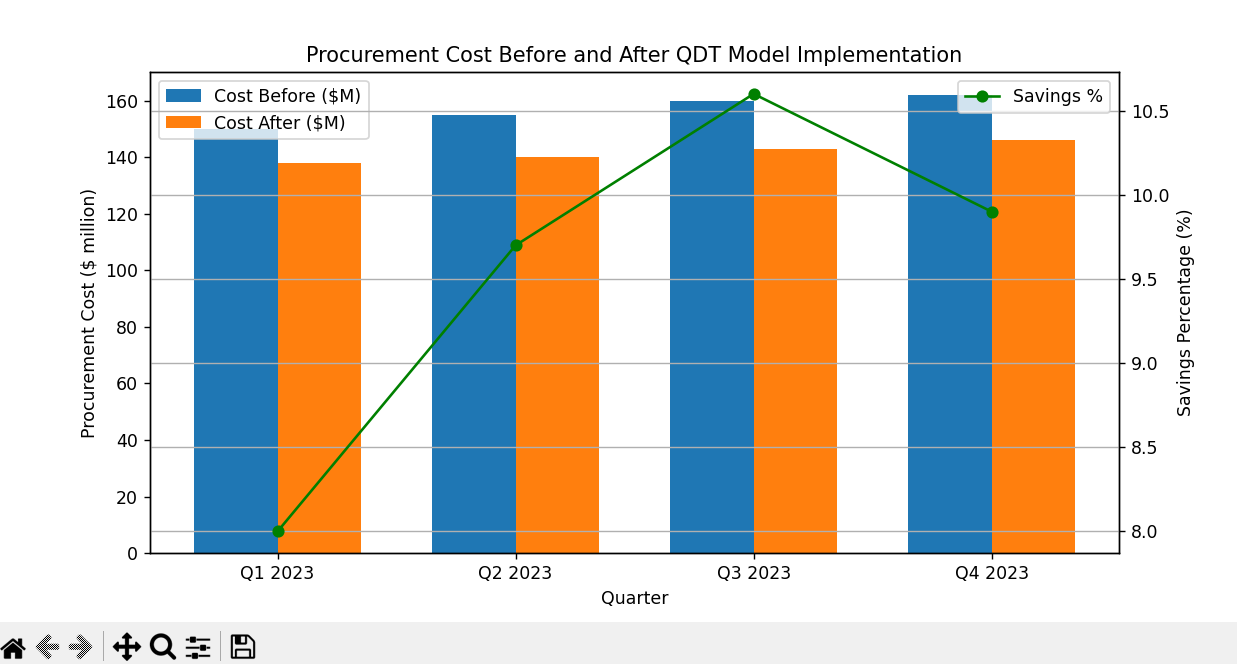 Procurement Cost Before and After QDT Model Implementation
Cost Before ($M)
Cost After ($M)
Savings %
Procurement Cost ($ million)
160
140
120
100
80
60
40
20
0
10.5
10.0
9.5
9.0
8.5
8.0
Savings Percentage (%)
Q1 2023 Q2 2023 Q3 2023 Q4 2023
Quarter